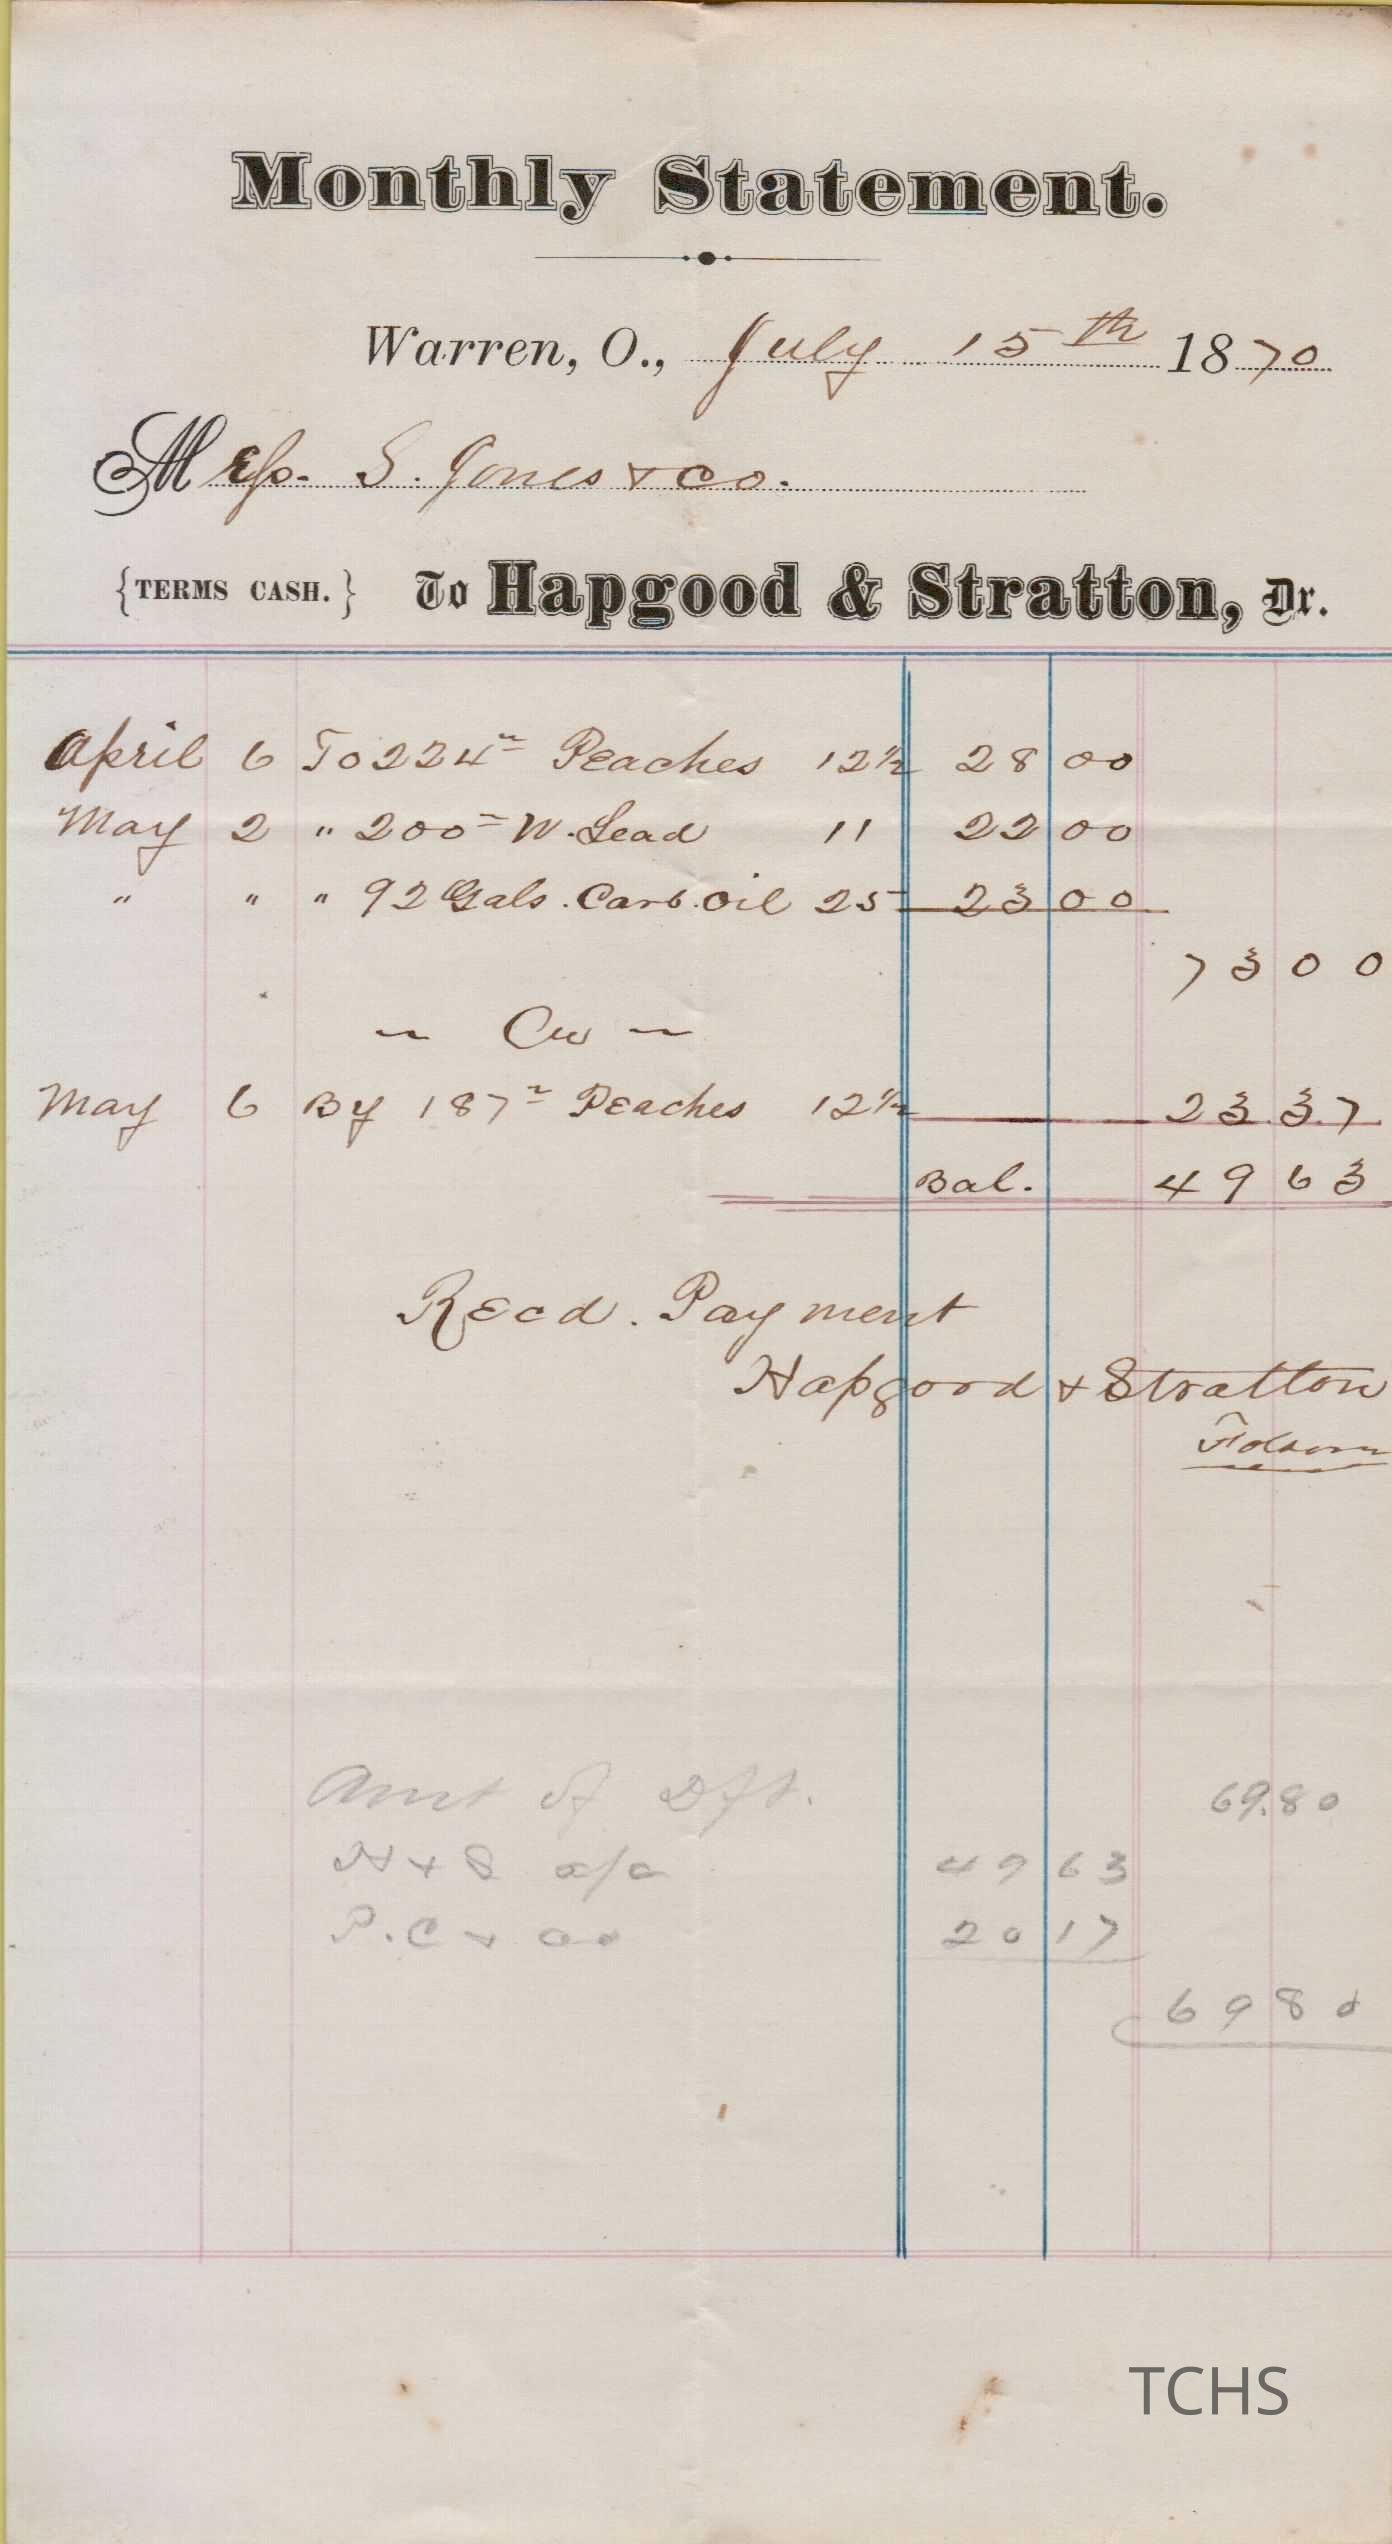 Monthly Statement.
Warren, O., July 15th 1870
Mess. S. Jones & Co.
{TERMS CASH.} To Hapgood & Stratton, Dr.
April 6 To 224 " Peaches 12½ 28 00
May 2 " 200 " W. Lead 11 22 00
" " " 92 Gals. Carb. Oil 25 23 00
73 00
~ Cr ~
May 6 By 187 " Peaches 12½ 23 37
Bal. 49 63
Recd. Payment
Hapgood & Stratton
Folsom
Amt of Dft. 69.80
H & S a/c 49 63
P. C & Co 20 17
69 80
TCHS